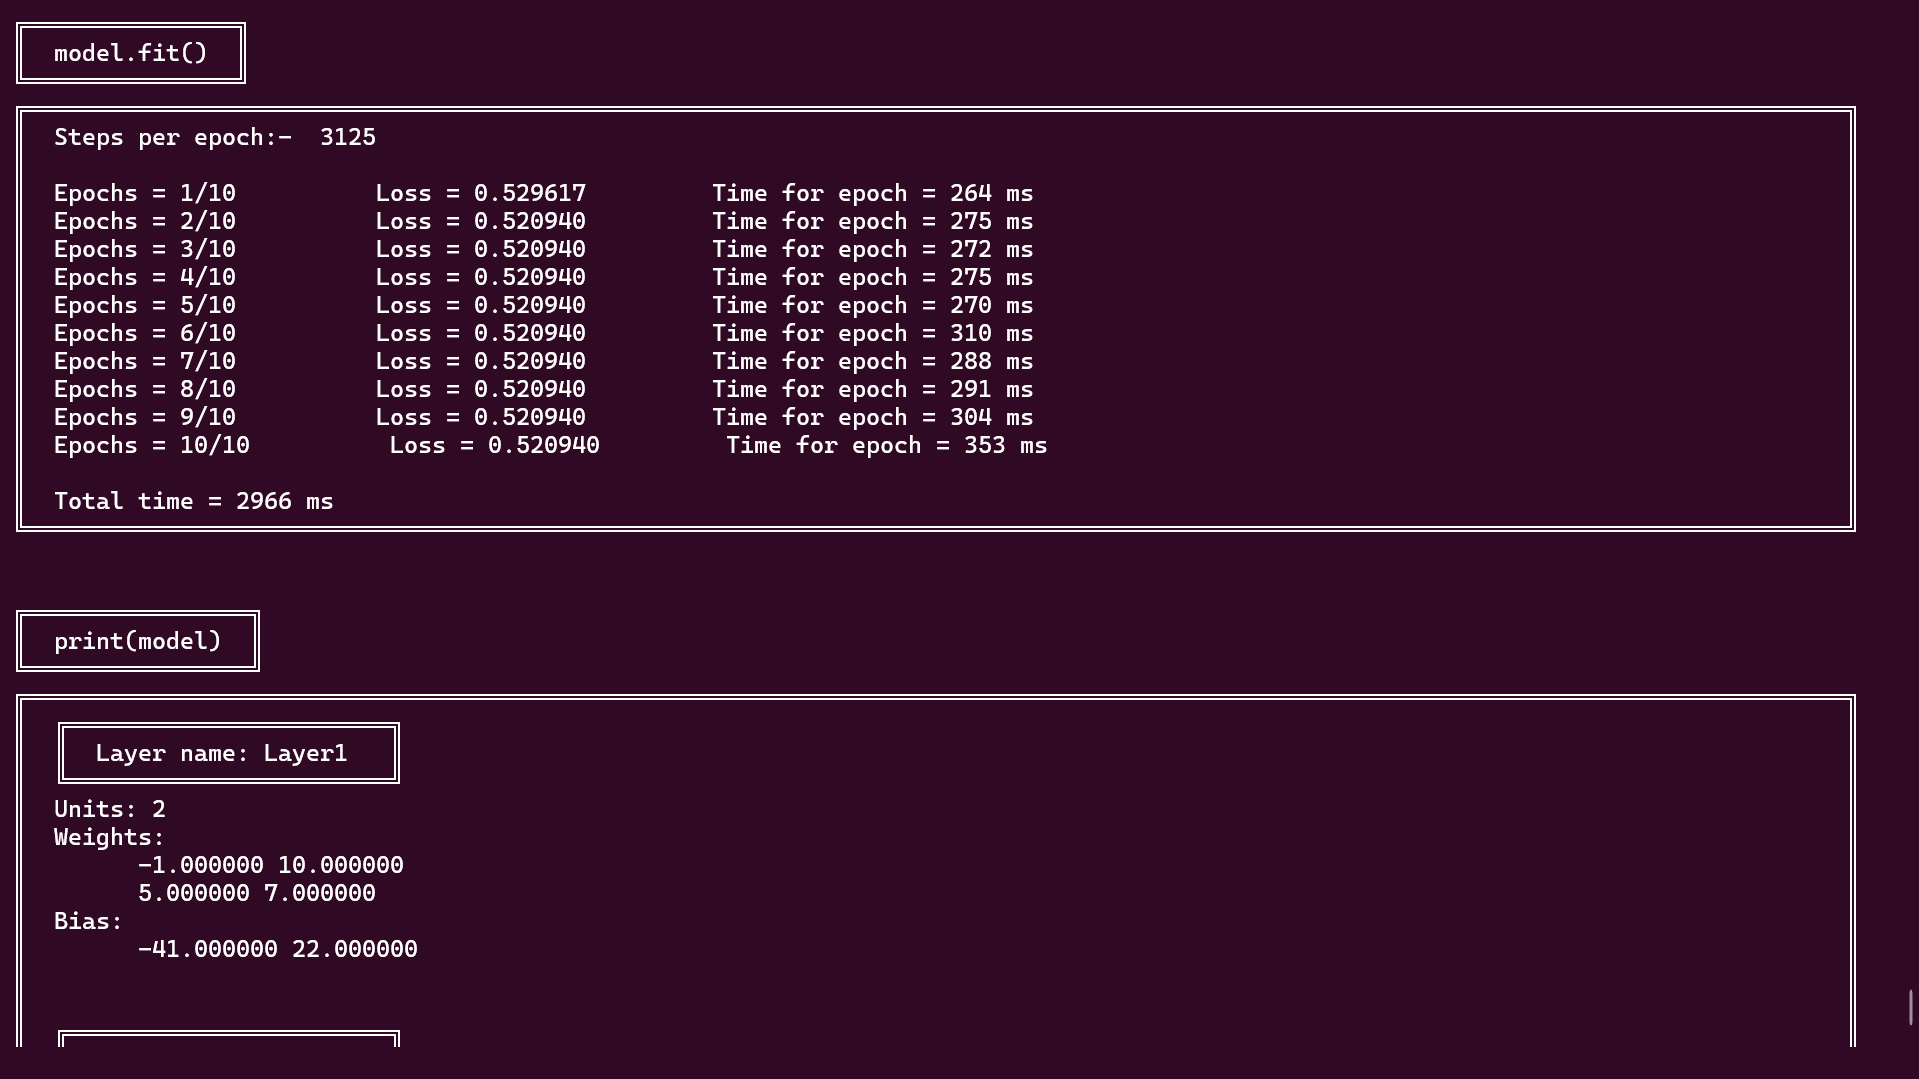 model.fit()
Steps per epoch:-  3125
Epochs = 1/10          Loss = 0.529617         Time for epoch = 264 ms
Epochs = 2/10          Loss = 0.520940         Time for epoch = 275 ms
Epochs = 3/10          Loss = 0.520940         Time for epoch = 272 ms
Epochs = 4/10          Loss = 0.520940         Time for epoch = 275 ms
Epochs = 5/10          Loss = 0.520940         Time for epoch = 270 ms
Epochs = 6/10          Loss = 0.520940         Time for epoch = 310 ms
Epochs = 7/10          Loss = 0.520940         Time for epoch = 288 ms
Epochs = 8/10          Loss = 0.520940         Time for epoch = 291 ms
Epochs = 9/10          Loss = 0.520940         Time for epoch = 304 ms
Epochs = 10/10          Loss = 0.520940         Time for epoch = 353 ms
Total time = 2966 ms
print(model)
Layer name: Layer1
Units: 2
Weights:
-1.000000 10.000000
5.000000 7.000000
Bias:
-41.000000 22.000000